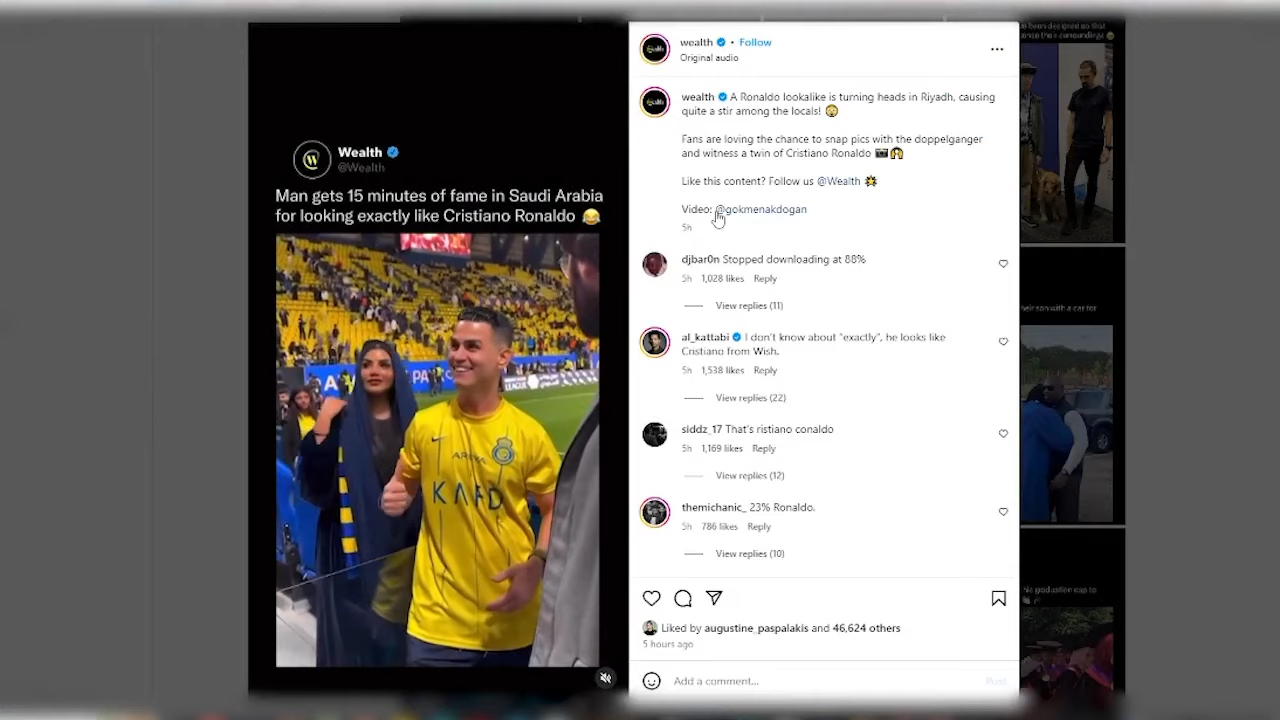 Wealth
@Wealth
Man gets 15 minutes of fame in Saudi Arabia
for looking exactly like Cristiano Ronaldo 😂
KAFD
wealth • Follow
Original audio
wealth A Ronaldo lookalike is turning heads in Riyadh, causing
quite a stir among the locals! 😱
Fans are loving the chance to snap pics with the doppelganger
and witness a twin of Cristiano Ronaldo 📸🙌
Like this content? Follow us @Wealth 💥
Video: @gokmenakdogan
5h
djbar0n Stopped downloading at 88%
5h 1,028 likes Reply
View replies (11)
al_kattabi I don't know about "exactly", he looks like
Cristiano from Wish.
5h 1,538 likes Reply
View replies (22)
siddz_17 That's ristiano conaldo
5h 1,169 likes Reply
View replies (12)
themichanic_ 23% Ronaldo.
5h 786 likes Reply
View replies (10)
Liked by augustine_paspalakis and 46,624 others
5 hours ago
Add a comment...
Post
their son with a car for